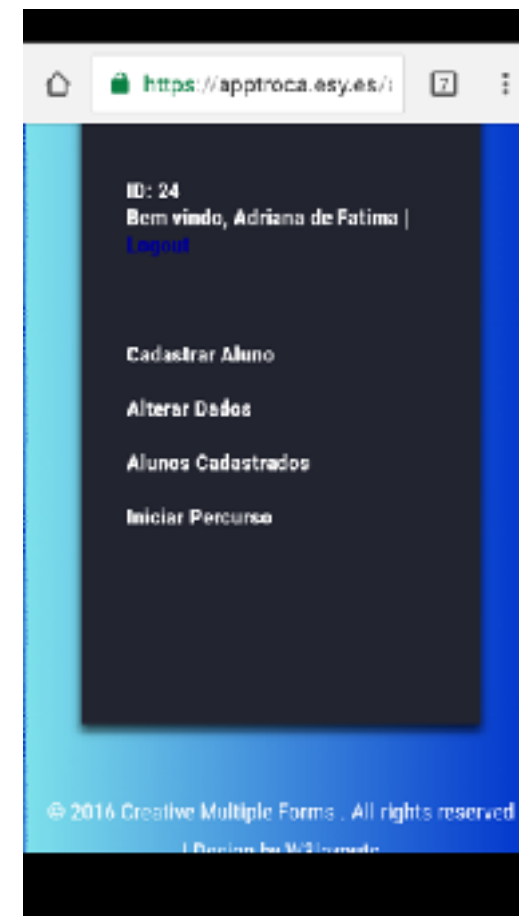 https://apptroca.esy.es/
7
ID: 24
Bem vindo, Adriana de Fatima |
Logout
Cadastrar Aluno
Alterar Dados
Alunos Cadastrados
Iniciar Percurso
© 2016 Creative Multiple Forms . All rights reserved
| Design by W3layouts